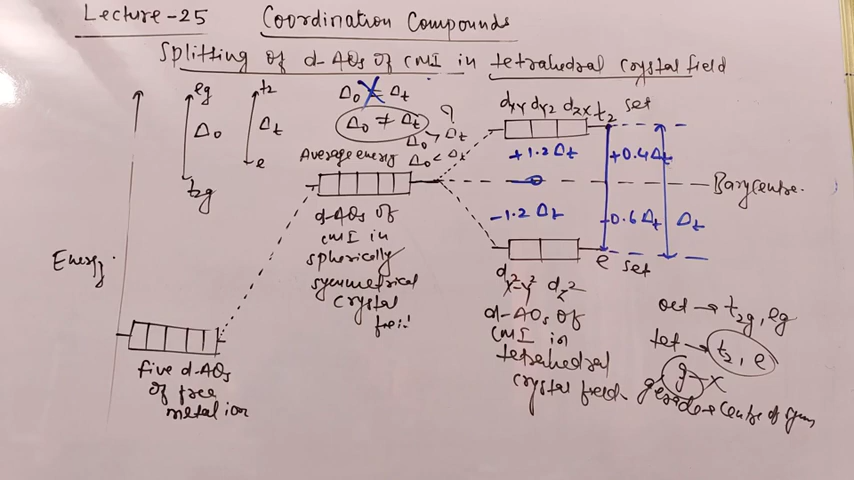 Lecture-25 Coordination Compounds
Splitting of d-AOs of CMI in tetrahedral crystal field
eg
Δo
t2g
t2
Δt
e
Δo = Δt
Δo ≠ Δt
?
Δo > Δt
Δo < Δt
Average energy
d-AOs of
CMI in
spherically
symmetrical
crystal
Energy
five d-AOs
of free
metal ion
dxy dyz dzx t2 set
+1.2 Δt
+0.4 Δt
Barycentre
-1.2 Δt
-0.6 Δt
Δt
e set
dx²-y² dz²
d-AOs of
CMI in
tetrahedral
crystal field
oct → t2g, eg
tet → t2, e
g x
gerade → centre of sym